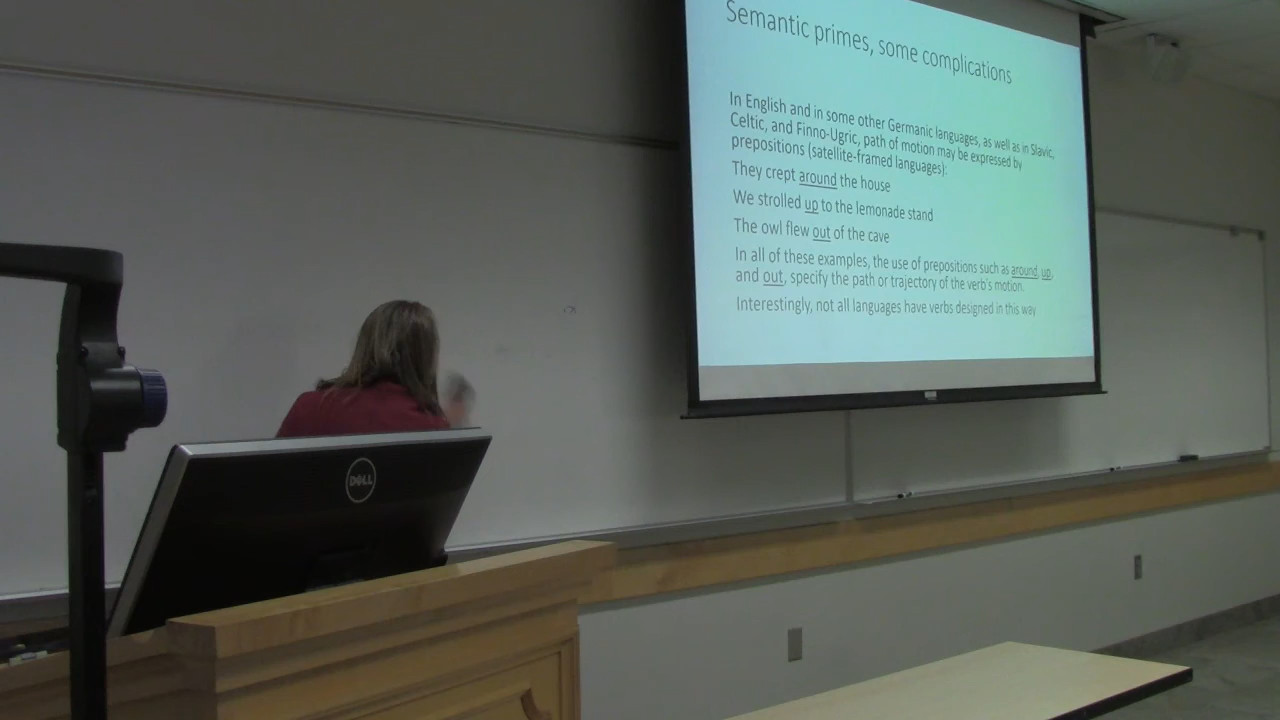 Semantic primes, some complications
In English and in some other Germanic languages, as well as in Slavic,
Celtic, and Finno-Ugric, path of motion may be expressed by
prepositions (satellite-framed languages):
They crept around the house
We strolled up to the lemonade stand
The owl flew out of the cave
In all of these examples, the use of prepositions such as around, up,
and out, specify the path or trajectory of the verb's motion.
Interestingly, not all languages have verbs designed in this way
DELL